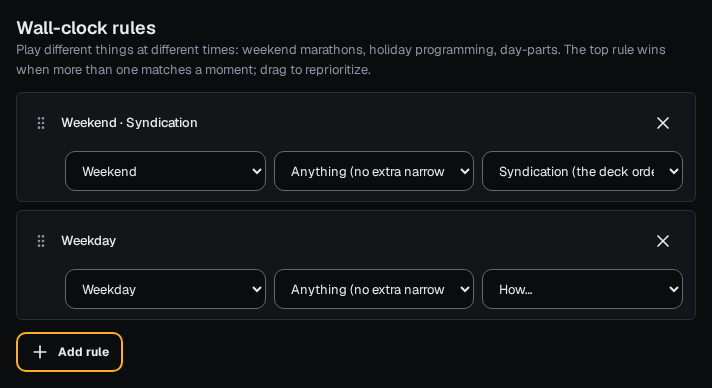 Wall-clock rules
Play different things at different times: weekend marathons, holiday programming, day-parts. The top rule wins
when more than one matches a moment; drag to reprioritize.
Weekend · Syndication
Weekend
Anything (no extra narrow
Syndication (the deck orde
Weekday
Weekday
Anything (no extra narrow
How...
Add rule